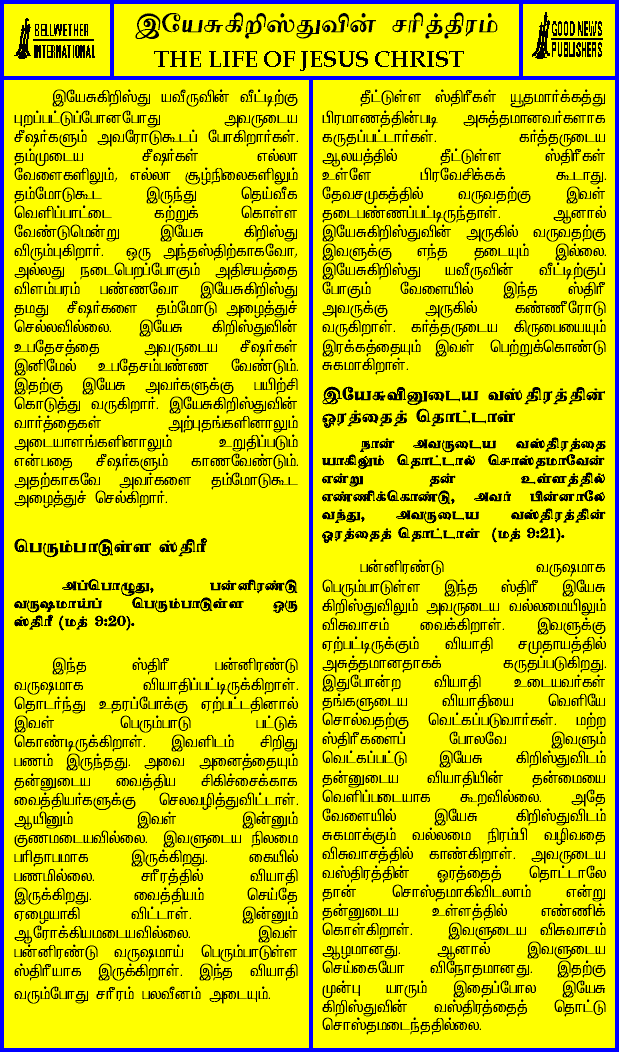 BELLWETHER
INTERNATIONAL
இயேசுகிறிஸ்துவின் சரித்திரம்
THE LIFE OF JESUS CHRIST
GOOD NEWS
PUBLISHERS
இயேசுகிறிஸ்து யவீருவின் வீட்டிற்கு
புறப்பட்டுப்போனபோது அவருடைய
சீஷர்களும் அவரோடுகூடப் போகிறார்கள்.
தம்முடைய சீஷர்கள் எல்லா
வேளைகளிலும், எல்லா சூழ்நிலைகளிலும்
தம்மோடுகூட இருந்து தெய்வீக
வெளிப்பாட்டை கற்றுக் கொள்ள
வேண்டுமென்று இயேசு கிறிஸ்து
விரும்புகிறார். ஒரு அந்தஸ்திற்காகவோ,
அல்லது நடைபெறப்போகும் அதிசயத்தை
விளம்பரம் பண்ணவோ இயேசுகிறிஸ்து
தமது சீஷர்களை தம்மோடு அழைத்துச்
செல்லவில்லை. இயேசு கிறிஸ்துவின்
உபதேசத்தை அவருடைய சீஷர்கள்
இனிமேல் உபதேசம்பண்ண வேண்டும்.
இதற்கு இயேசு அவர்களுக்கு பயிற்சி
கொடுத்து வருகிறார். இயேசுகிறிஸ்துவின்
வார்த்தைகள் அற்புதங்களினாலும்
அடையாளங்களினாலும் உறுதிப்படும்
என்பதை சீஷர்களும் காணவேண்டும்.
அதற்காகவே அவர்களை தம்மோடுகூட
அழைத்துச் செல்கிறார்.
பெரும்பாடுள்ள ஸ்திரீ
அப்பொழுது, பன்னிரண்டு
வருஷமாய்ப் பெரும்பாடுள்ள ஒரு
ஸ்திரீ (மத் 9:20).
இந்த ஸ்திரீ பன்னிரண்டு
வருஷமாக வியாதிப்பட்டிருக்கிறாள்.
தொடர்ந்து உதரப்போக்கு ஏற்பட்டதினால்
இவள் பெரும்பாடு பட்டுக்
கொண்டிருக்கிறாள். இவளிடம் சிறிது
பணம் இருந்தது. அவை அனைத்தையும்
தன்னுடைய வைத்திய சிகிச்சைக்காக
வைத்தியர்களுக்கு செலவழித்துவிட்டாள்.
ஆயினும் இவள் இன்னும்
குணமடையவில்லை. இவளுடைய நிலமை
பரிதாபமாக இருக்கிறது. கையில்
பணமில்லை. சரீரத்தில் வியாதி
இருக்கிறது. வைத்தியம் செய்தே
ஏழையாகி விட்டாள். இன்னும்
ஆரோக்கியமடையவில்லை. இவள்
பன்னிரண்டு வருஷமாய் பெரும்பாடுள்ள
ஸ்திரீயாக இருக்கிறாள். இந்த வியாதி
வரும்போது சரீரம் பலவீனம் அடையும்.
தீட்டுள்ள ஸ்திரீகள் யூதமார்க்கத்து
பிரமாணத்தின்படி அசுத்தமானவர்களாக
கருதப்பட்டார்கள். கர்த்தருடைய
ஆலயத்தில் தீட்டுள்ள ஸ்திரீகள்
உள்ளே பிரவேசிக்கக் கூடாது.
தேவசமுகத்தில் வருவதற்கு இவள்
தடைபண்ணப்பட்டிருந்தாள். ஆனால்
இயேசுகிறிஸ்துவின் அருகில் வருவதற்கு
இவளுக்கு எந்த தடையும் இல்லை.
இயேசுகிறிஸ்து யவீருவின் வீட்டிற்குப்
போகும் வேளையில் இந்த ஸ்திரீ
அவருக்கு அருகில் கண்ணீரோடு
வருகிறாள். கர்த்தருடைய கிருபையையும்
இரக்கத்தையும் இவள் பெற்றுக்கொண்டு
சுகமாகிறாள்.
இயேசுவினுடைய வஸ்திரத்தின்
ஓரத்தைத் தொட்டாள்
நான் அவருடைய வஸ்திரத்தை
யாகிலும் தொட்டால் சொஸ்தமாவேன்
என்று தன் உள்ளத்தில்
எண்ணிக்கொண்டு, அவர் பின்னாலே
வந்து, அவருடைய வஸ்திரத்தின்
ஓரத்தைத் தொட்டாள் (மத் 9:21).
பன்னிரண்டு வருஷமாக
பெரும்பாடுள்ள இந்த ஸ்திரீ இயேசு
கிறிஸ்துவிலும் அவருடைய வல்லமையிலும்
விசுவாசம் வைக்கிறாள். இவளுக்கு
ஏற்பட்டிருக்கும் வியாதி சமுதாயத்தில்
அசுத்தமானதாகக் கருதப்படுகிறது.
இதுபோன்ற வியாதி உடையவர்கள்
தங்களுடைய வியாதியை வெளியே
சொல்வதற்கு வெட்கப்படுவார்கள். மற்ற
ஸ்திரீகளைப் போலவே இவளும்
வெட்கப்பட்டு இயேசு கிறிஸ்துவிடம்
தன்னுடைய வியாதியின் தன்மையை
வெளிப்படையாக கூறவில்லை. அதே
வேளையில் இயேசு கிறிஸ்துவிடம்
சுகமாக்கும் வல்லமை நிரம்பி வழிவதை
விசுவாசத்தில் காண்கிறாள். அவருடைய
வஸ்திரத்தின் ஓரத்தைத் தொட்டாலே
தான் சொஸ்தமாகிவிடலாம் என்று
தன்னுடைய உள்ளத்தில் எண்ணிக்
கொள்கிறாள். இவளுடைய விசுவாசம்
ஆழமானது. ஆனால் இவளுடைய
செய்கையோ விநோதமானது. இதற்கு
முன்பு யாரும் இதைப்போல இயேசு
கிறிஸ்துவின் வஸ்திரத்தைத் தொட்டு
சொஸ்தமடைந்ததில்லை.